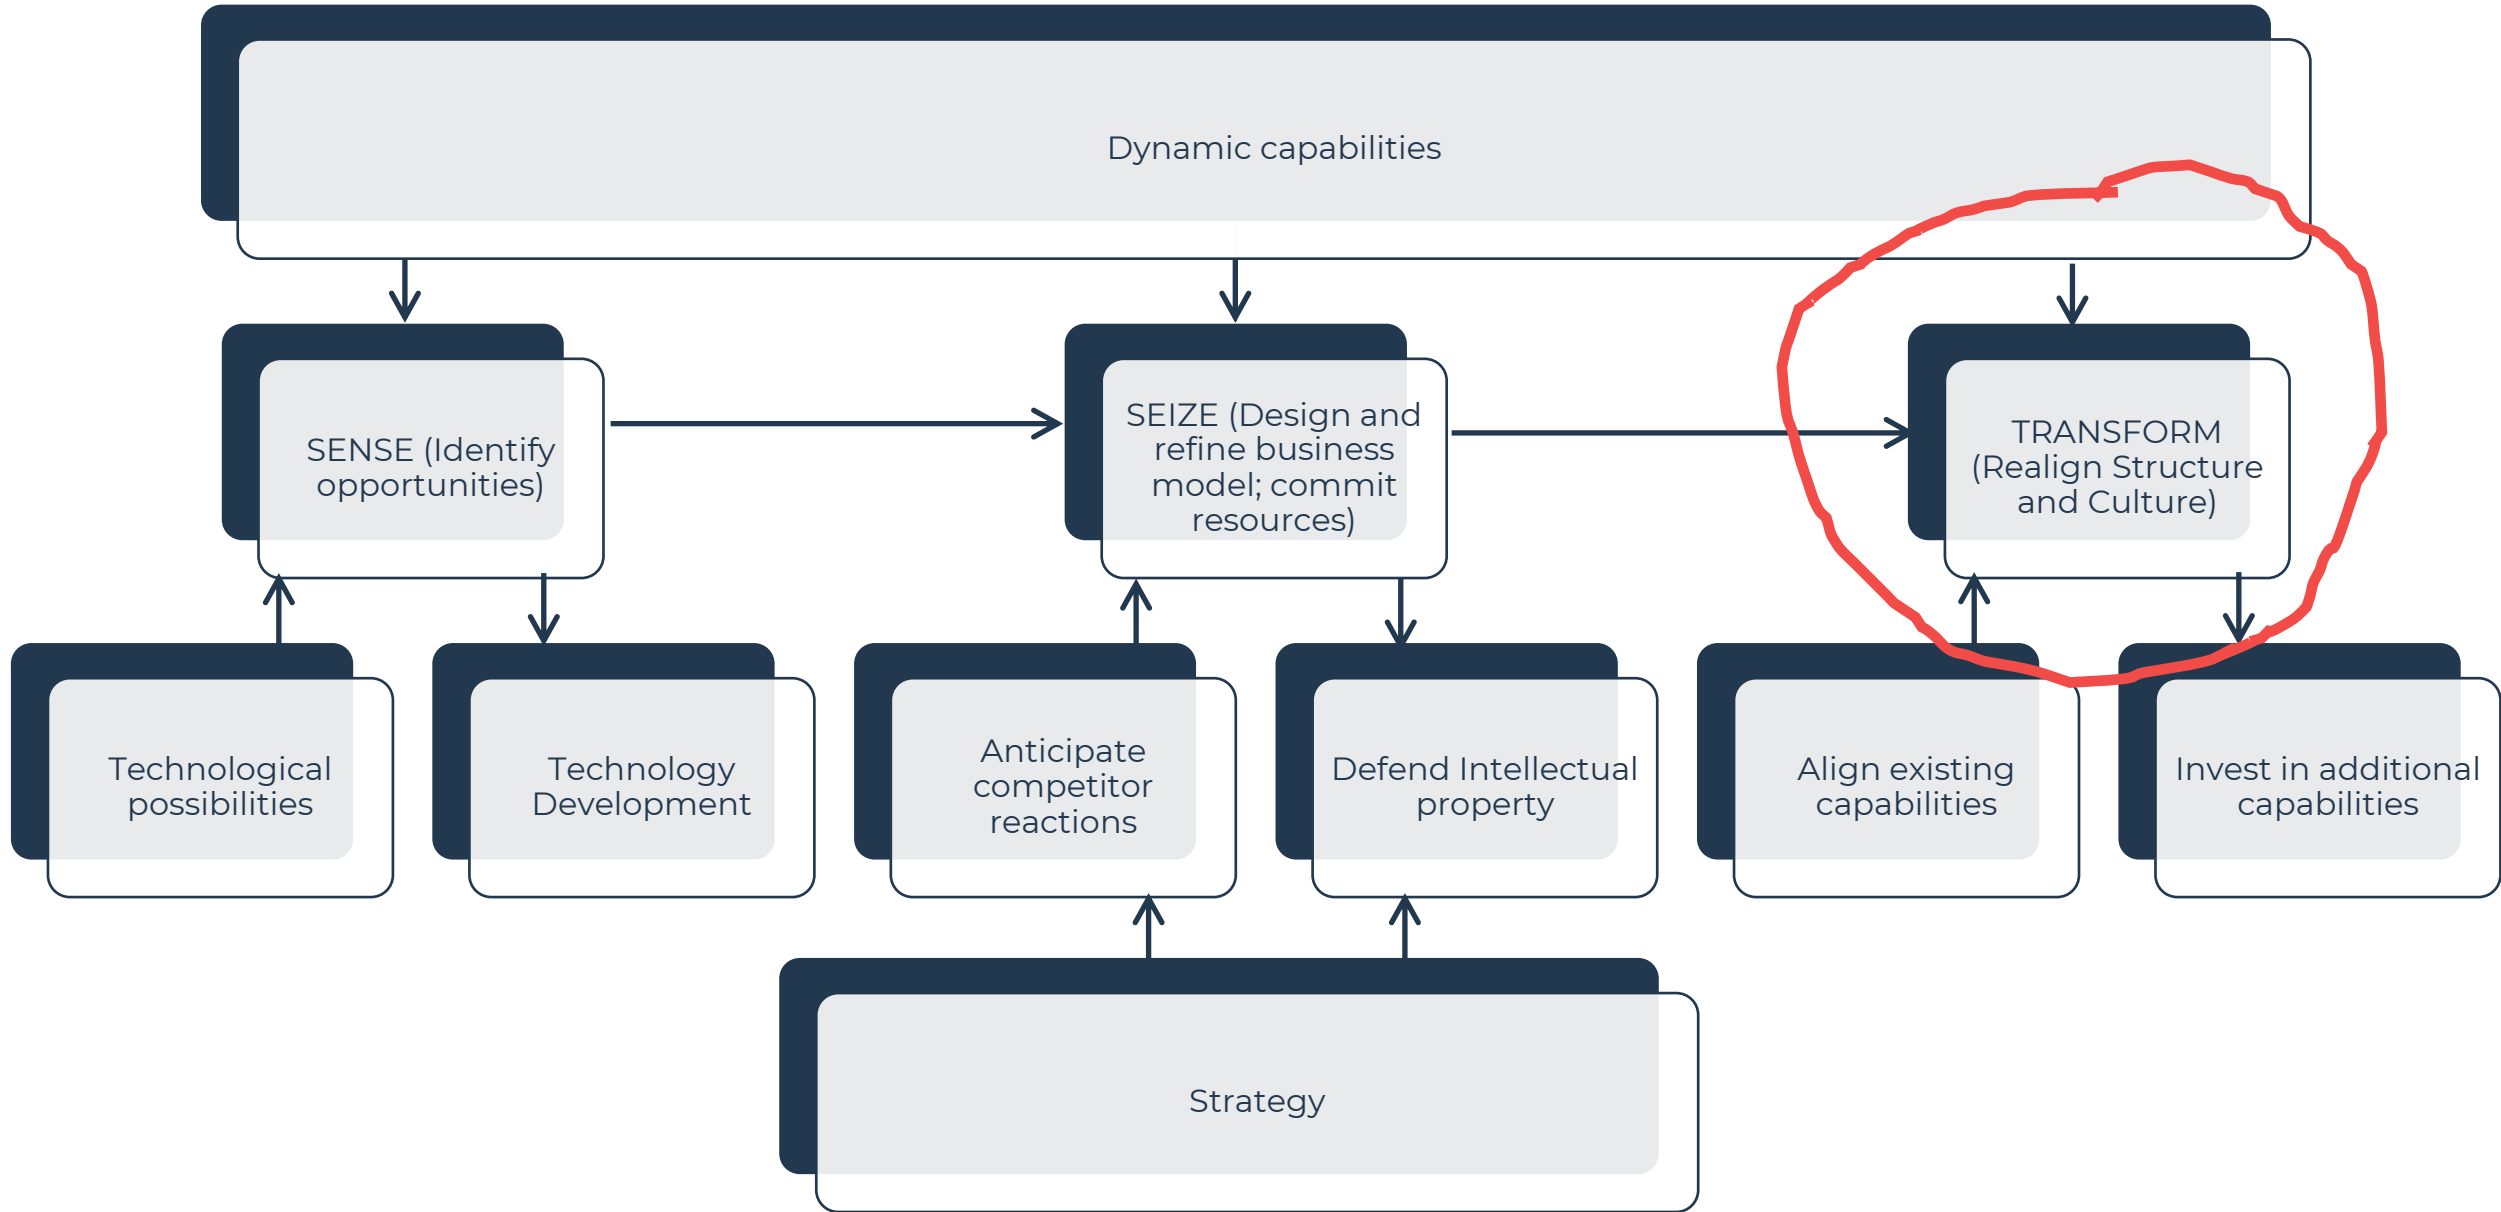 Dynamic capabilities
SENSE (Identify
opportunities)
SEIZE (Design and
refine business
model; commit
resources)
TRANSFORM
(Realign Structure
and Culture)
Technological
possibilities
Technology
Development
Anticipate
competitor
reactions
Defend Intellectual
property
Align existing
capabilities
Invest in additional
capabilities
Strategy